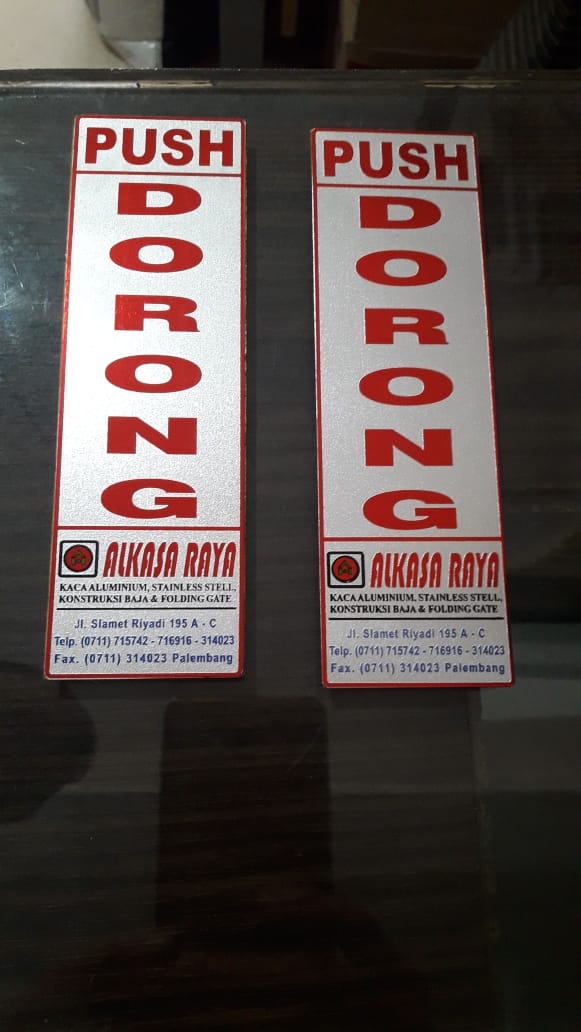 PUSH
D
O
R
O
N
G
ALKASA RAYA
KACA ALUMINIUM, STAINLESS STELL,
KONSTRUKSI BAJA & FOLDING GATE
Jl. Slamet Riyadi 195 A - C
Telp. (0711) 715742 - 716916 - 314023
Fax. (0711) 314023 Palembang
PUSH
D
O
R
O
N
G
ALKASA RAYA
KACA ALUMINIUM, STAINLESS STELL,
KONSTRUKSI BAJA & FOLDING GATE
Jl. Slamet Riyadi 195 A - C
Telp. (0711) 715742 - 716916 - 314023
Fax. (0711) 314023 Palembang